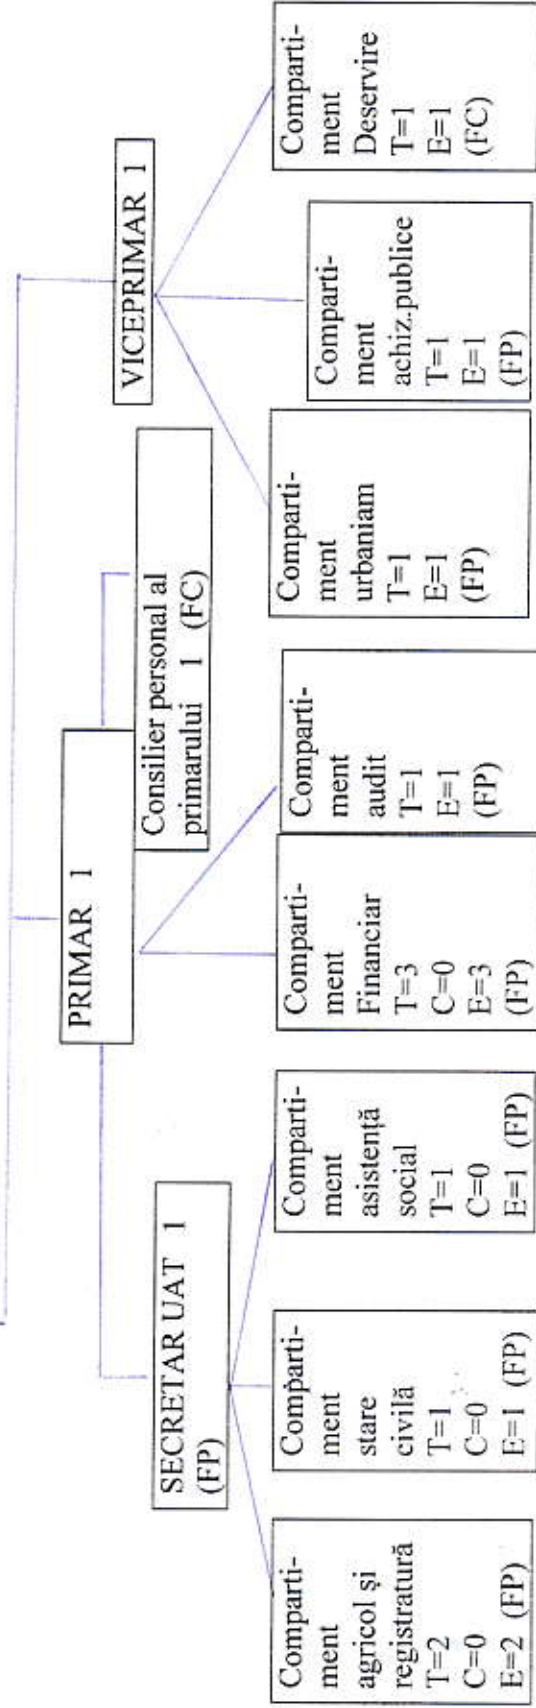 PRIMAR 1
VICEPRIMAR 1
Consilier personal al
primarului 1 (FC)
SECRETAR UAT 1
(FP)
Comparti-
ment
agricol și
registratură
T=2
C=0
E=2 (FP)
Comparti-
ment
stare
civilă
T=1
C=0
E=1 (FP)
Comparti-
ment
asistență
social
T=1
C=0
E=1 (FP)
Comparti-
ment
Financiar
T=3
C=0
E=3
(FP)
Comparti-
ment
audit
T=1
E=1
(FP)
Comparti-
ment
urbaniam
T=1
E=1
(FP)
Comparti-
ment
achiz.publice
T=1
E=1
(FP)
Comparti-
ment
Deservire
T=1
E=1
(FC)